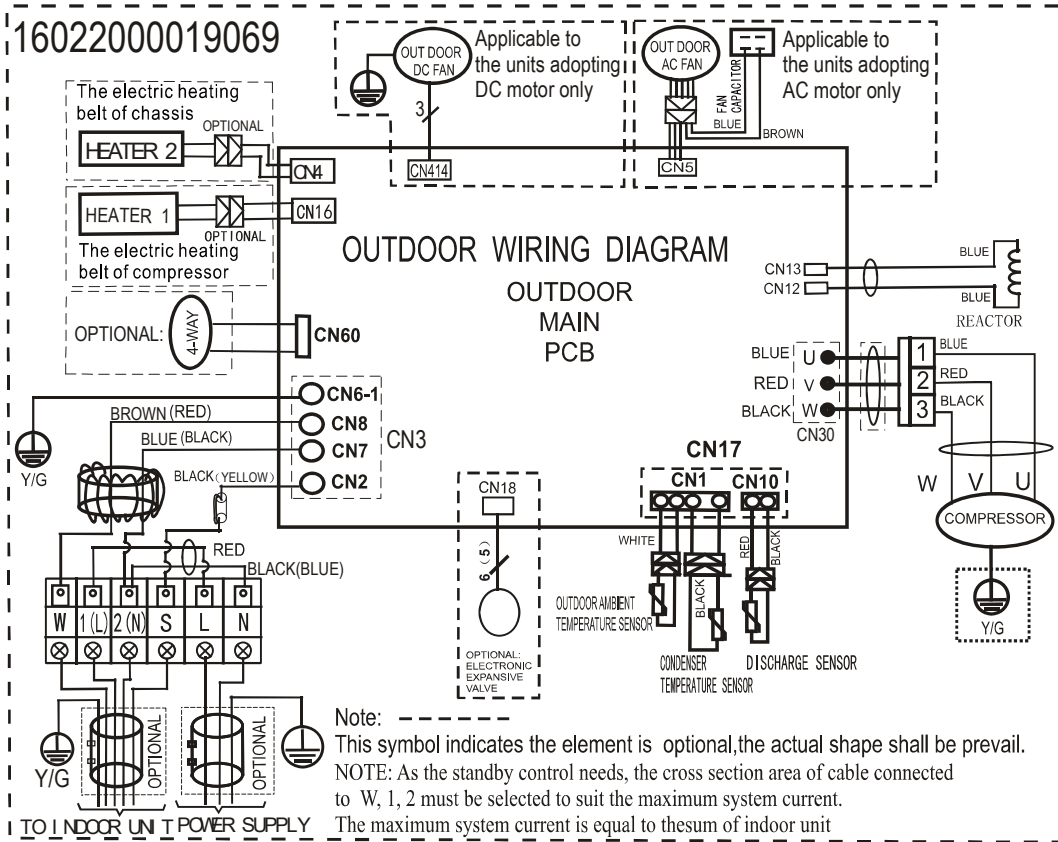 16022000019069
OUT DOOR
DC FAN
Applicable to
the units adopting
DC motor only
3
CN414
OUT DOOR
AC FAN
FAN
CAPACITOR
BLUE
BROWN
Applicable to
the units adopting
AC motor only
CN5
The electric heating
belt of chassis
OPTIONAL
HEATER 2
CN4
HEATER 1
CN16
OPTIONAL
The electric heating
belt of compressor
OPTIONAL:
4-WAY
CN60
OUTDOOR WIRING DIAGRAM
OUTDOOR
MAIN
PCB
CN13
CN12
BLUE
BLUE
REACTOR
BLUE U
RED V
BLACK W
CN30
1 BLUE
2 RED
3 BLACK
W V U
COMPRESSOR
Y/G
CN6-1
CN8
CN7
CN2
CN3
Y/G
BROWN (RED)
BLUE (BLACK)
BLACK (YELLOW)
RED
BLACK(BLUE)
W 1(L) 2(N) S L N
Y/G
OPTIONAL
OPTIONAL
TO INDOOR UNIT POWER SUPPLY
CN18
6 (5)
OPTIONAL:
ELECTRONIC
EXPANSIVE
VALVE
CN17
CN1 CN10
WHITE
BLACK
RED
BLACK
OUTDOOR AMBIENT
TEMPERATURE SENSOR
CONDENSER
TEMPERATURE SENSOR
DISCHARGE SENSOR
Note:
This symbol indicates the element is optional,the actual shape shall be prevail.
NOTE: As the standby control needs, the cross section area of cable connected
to W, 1, 2 must be selected to suit the maximum system current.
The maximum system current is equal to thesum of indoor unit